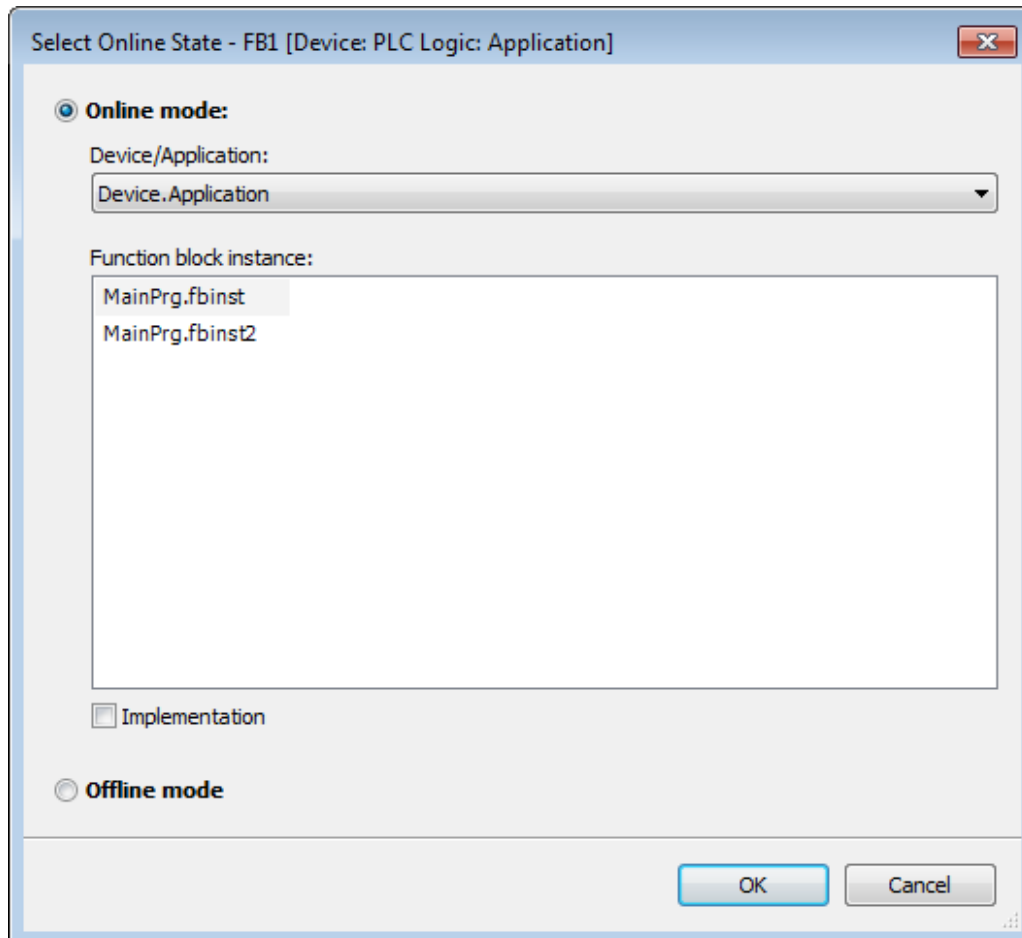 Select Online State - FB1 [Device: PLC Logic: Application]
Online mode:
Device/Application:
Device.Application
Function block instance:
MainPrg.fbinst
MainPrg.fbinst2
Implementation
Offline mode
OK
Cancel